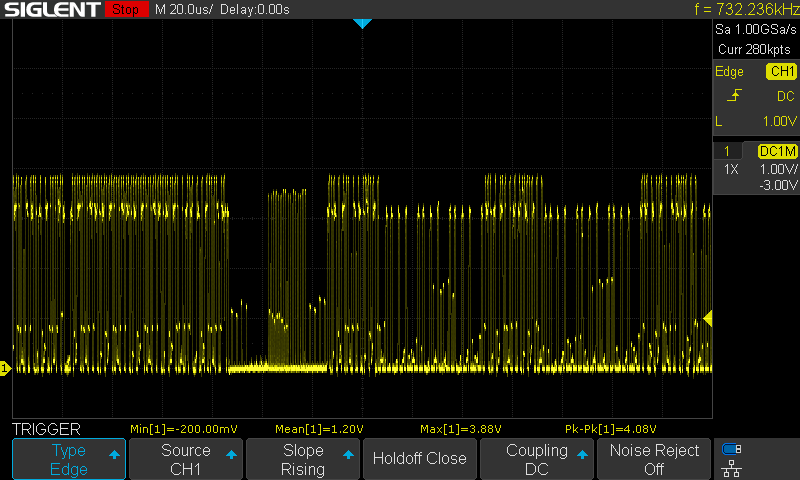 SIGLENT Stop M 20.0us/ Delay:0.00s f = 732.236kHz
Sa 1.00GSa/s
Curr 280kpts
Edge CH1
DC
L 1.00V
1 DC1M
1X 1.00V/
-3.00V
1
TRIGGER Min[1]=-200.00mV Mean[1]=1.20V Max[1]=3.88V Pk-Pk[1]=4.08V
Type Source Slope Holdoff Close Coupling Noise Reject
Edge CH1 Rising DC Off